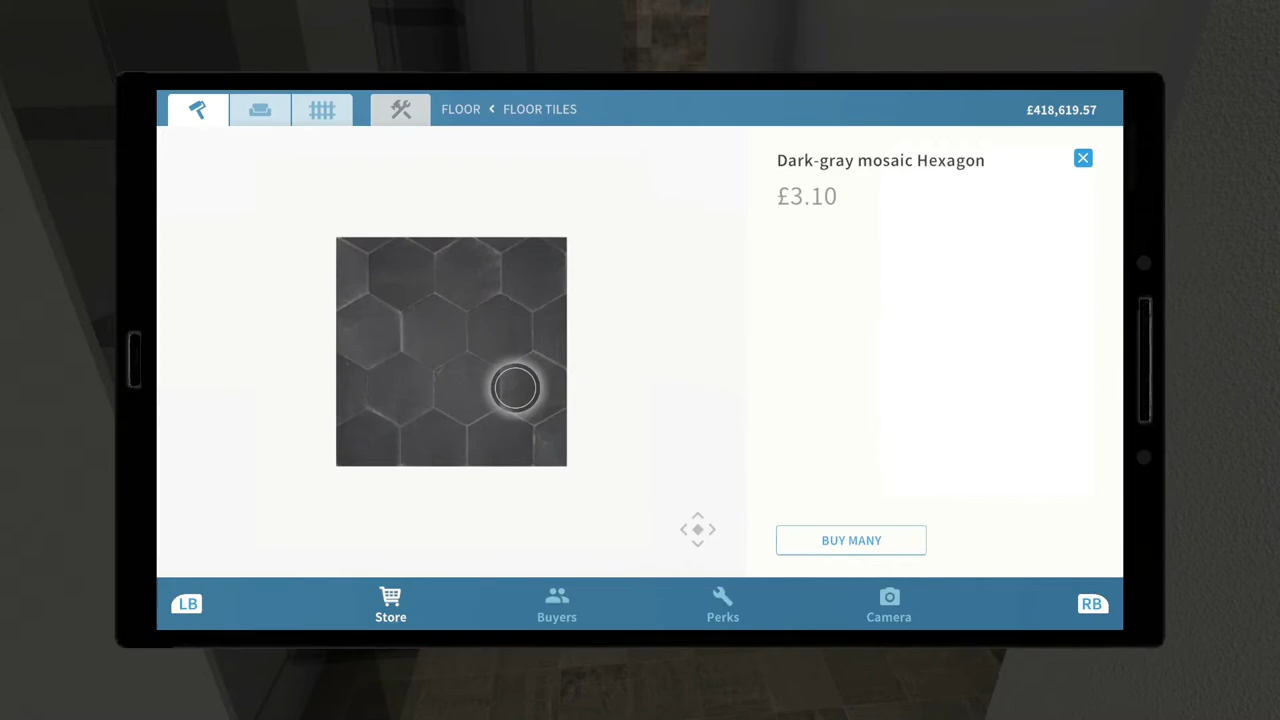 FLOOR < FLOOR TILES
£418,619.57
Dark-gray mosaic Hexagon
£3.10
BUY MANY
LB
Store
Buyers
Perks
Camera
RB